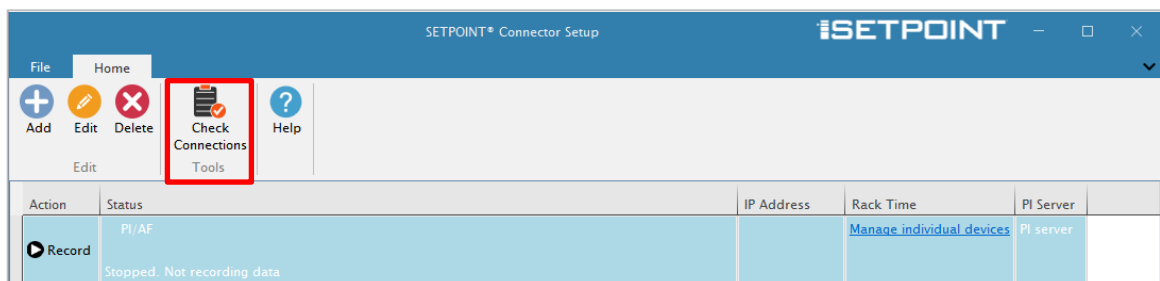 SETPOINT® Connector Setup
SETPOINT
File Home
Add Edit Delete Check Connections Help
Edit Tools
Action Status IP Address Rack Time PI Server
PI/AF Manage individual devices PI server
Record
Stopped. Not recording data